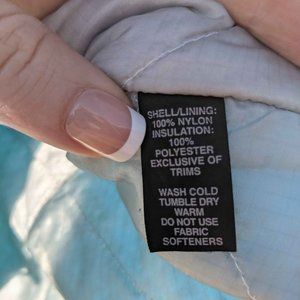 SHELL/LINING:
100% NYLON
INSULATION:
100%
POLYESTER
EXCLUSIVE OF
TRIMS
WASH COLD
TUMBLE DRY
WARM
DO NOT USE
FABRIC
SOFTENERS